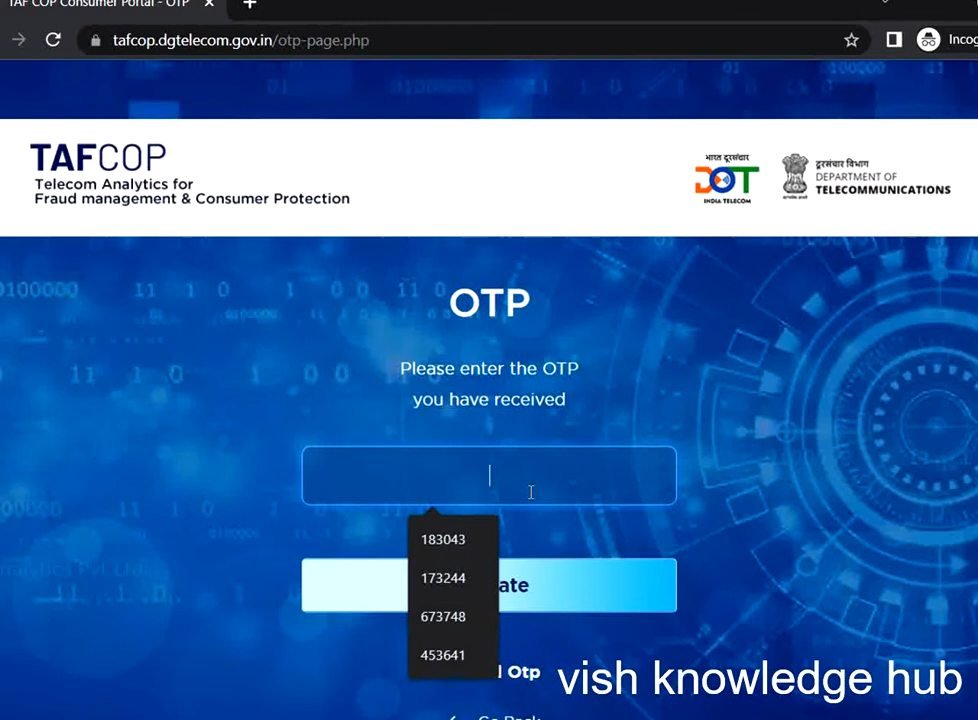 TAF COP Consumer Portal - OTP
tafcop.dgtelecom.gov.in/otp-page.php
TAFCOP
Telecom Analytics for
Fraud management & Consumer Protection
भारत दूरसंचार
DOT
INDIA TELECOM
दूरसंचार विभाग
DEPARTMENT OF
TELECOMMUNICATIONS
OTP
Please enter the OTP
you have received
183043
173244
673748
453641
Otp
vish knowledge hub
Go Back